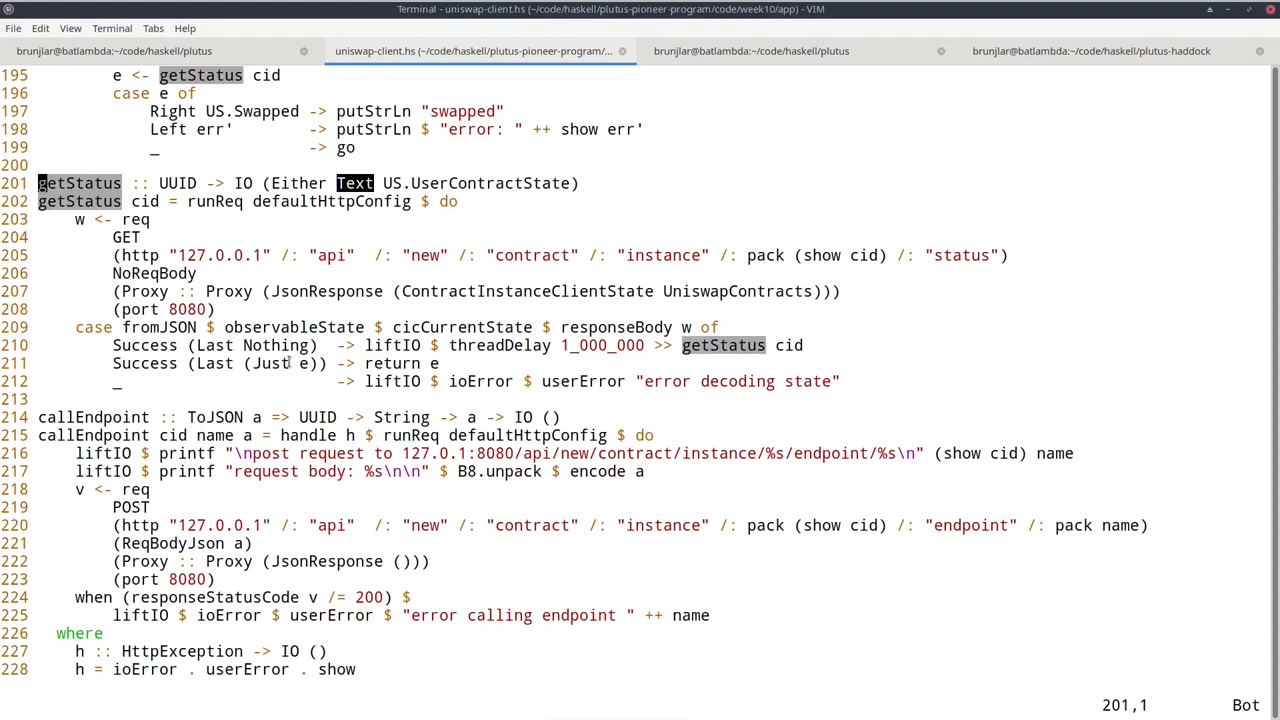 Terminal - uniswap-client.hs (~/code/haskell/plutus-pioneer-program/code/week10/app) - VIM
File Edit View Terminal Tabs Help
brunjlar@batlambda:~/code/haskell/plutus uniswap-client.hs (~/code/haskell/plutus-pioneer-program/... brunjlar@batlambda:~/code/haskell/plutus brunjlar@batlambda:~/code/haskell/plutus-haddock
195         e <- getStatus cid
196         case e of
197             Right US.Swapped -> putStrLn "swapped"
198             Left err'        -> putStrLn $ "error: " ++ show err'
199             _                -> go
200
201 getStatus :: UUID -> IO (Either Text US.UserContractState)
202 getStatus cid = runReq defaultHttpConfig $ do
203     w <- req
204         GET
205         (http "127.0.0.1" /: "api"  /: "new" /: "contract" /: "instance" /: pack (show cid) /: "status")
206         NoReqBody
207         (Proxy :: Proxy (JsonResponse (ContractInstanceClientState UniswapContracts)))
208         (port 8080)
209     case fromJSON $ observableState $ cicCurrentState $ responseBody w of
210         Success (Last Nothing)  -> liftIO $ threadDelay 1_000_000 >> getStatus cid
211         Success (Last (Just e)) -> return e
212         _                       -> liftIO $ ioError $ userError "error decoding state"
213
214 callEndpoint :: ToJSON a => UUID -> String -> a -> IO ()
215 callEndpoint cid name a = handle h $ runReq defaultHttpConfig $ do
216     liftIO $ printf "\npost request to 127.0.1:8080/api/new/contract/instance/%s/endpoint/%s\n" (show cid) name
217     liftIO $ printf "request body: %s\n\n" $ B8.unpack $ encode a
218     v <- req
219         POST
220         (http "127.0.0.1" /: "api"  /: "new" /: "contract" /: "instance" /: pack (show cid) /: "endpoint" /: pack name)
221         (ReqBodyJson a)
222         (Proxy :: Proxy (JsonResponse ()))
223         (port 8080)
224     when (responseStatusCode v /= 200) $
225         liftIO $ ioError $ userError $ "error calling endpoint " ++ name
226   where
227     h :: HttpException -> IO ()
228     h = ioError . userError . show
201,1 Bot